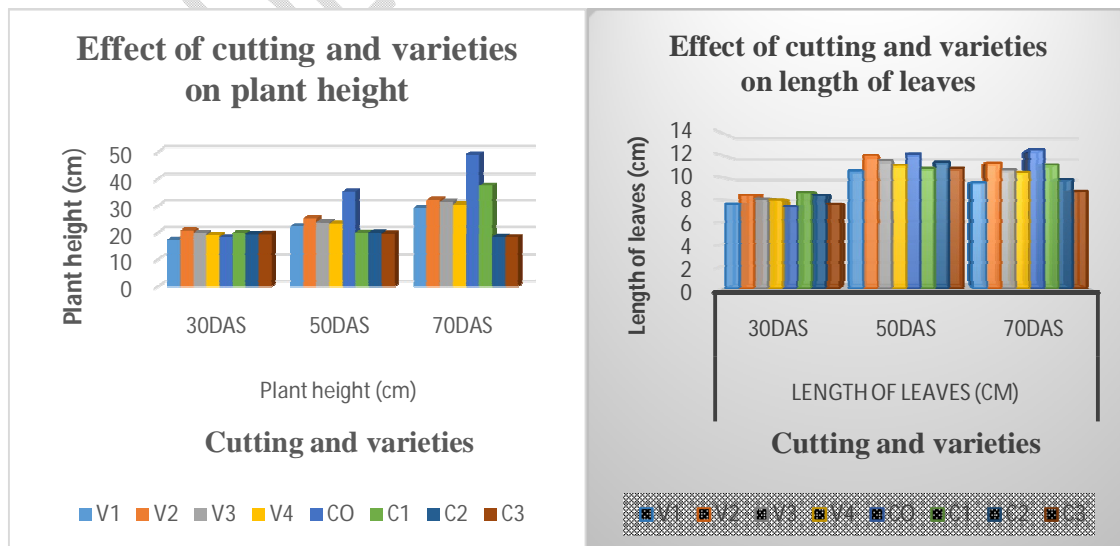 Effect of cutting and varieties
on plant height
Plant height (cm)
50
40
30
20
10
0
30DAS 50DAS 70DAS
Plant height (cm)
Cutting and varieties
V1 V2 V3 V4 CO C1 C2 C3
Effect of cutting and varieties
on length of leaves
Length of leaves (cm)
14
12
10
8
6
4
2
0
30DAS 50DAS 70DAS
LENGTH OF LEAVES (CM)
Cutting and varieties
V1 V2 V3 V4 CO C1 C2 C3